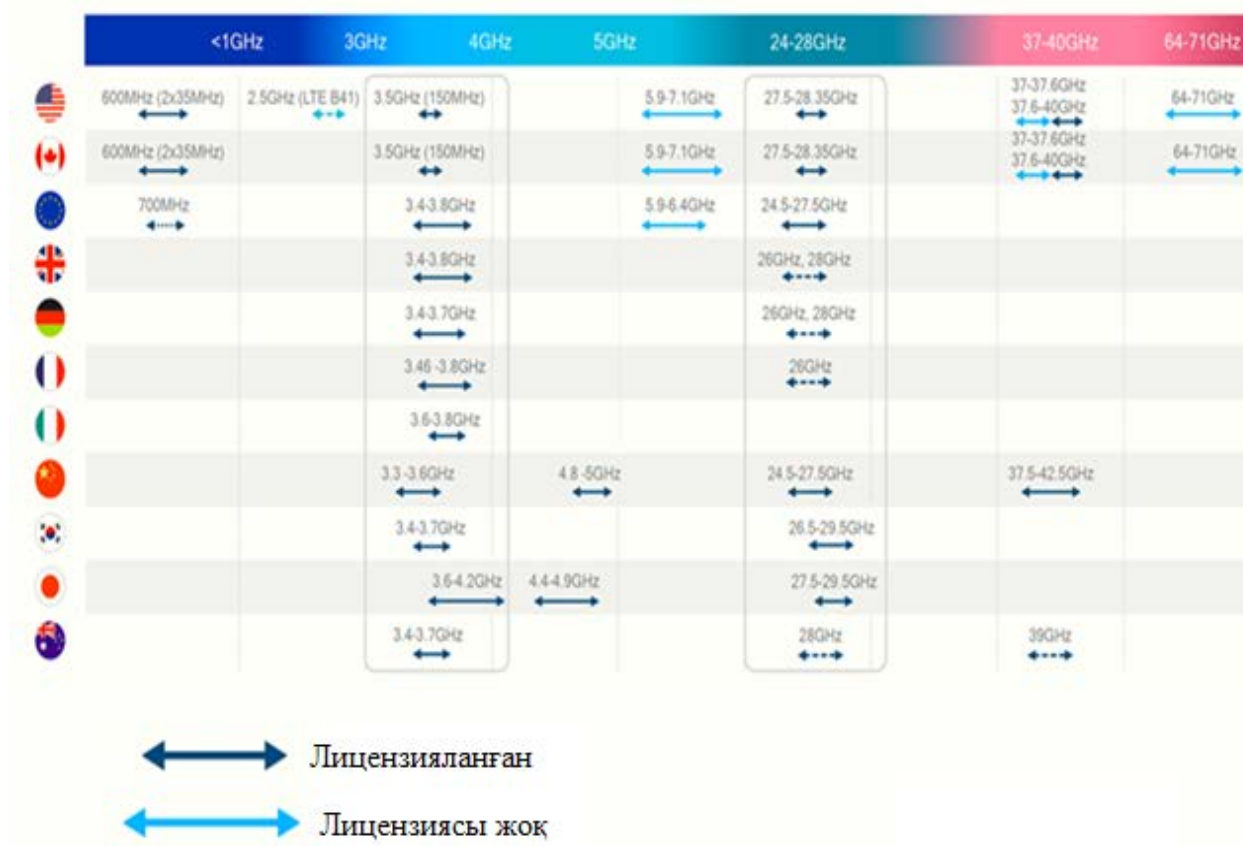 <1GHz 3GHz 4GHz 5GHz 24-28GHz 37-40GHz 64-71GHz
600MHz (2x35MHz) 2.5GHz (LTE B41) 3.5GHz (150MHz) 5.9-7.1GHz 27.5-28.35GHz 37-37.6GHz 64-71GHz
37.6-40GHz
600MHz (2x35MHz) 3.5GHz (150MHz) 5.9-7.1GHz 27.5-28.35GHz 37-37.6GHz 64-71GHz
37.6-40GHz
700MHz 3.4-3.8GHz 5.9-6.4GHz 24.5-27.5GHz
3.4-3.8GHz 26GHz, 28GHz
3.4-3.7GHz 26GHz, 28GHz
3.46 -3.8GHz 26GHz
3.6-3.8GHz
3.3 -3.6GHz 4.8 -5GHz 24.5-27.5GHz 37.5-42.5GHz
3.4-3.7GHz 26.5-29.5GHz
3.6-4.2GHz 4.4-4.9GHz 27.5-29.5GHz
3.4-3.7GHz 28GHz 39GHz
Лицензияланған
Лицензиясы жоқ